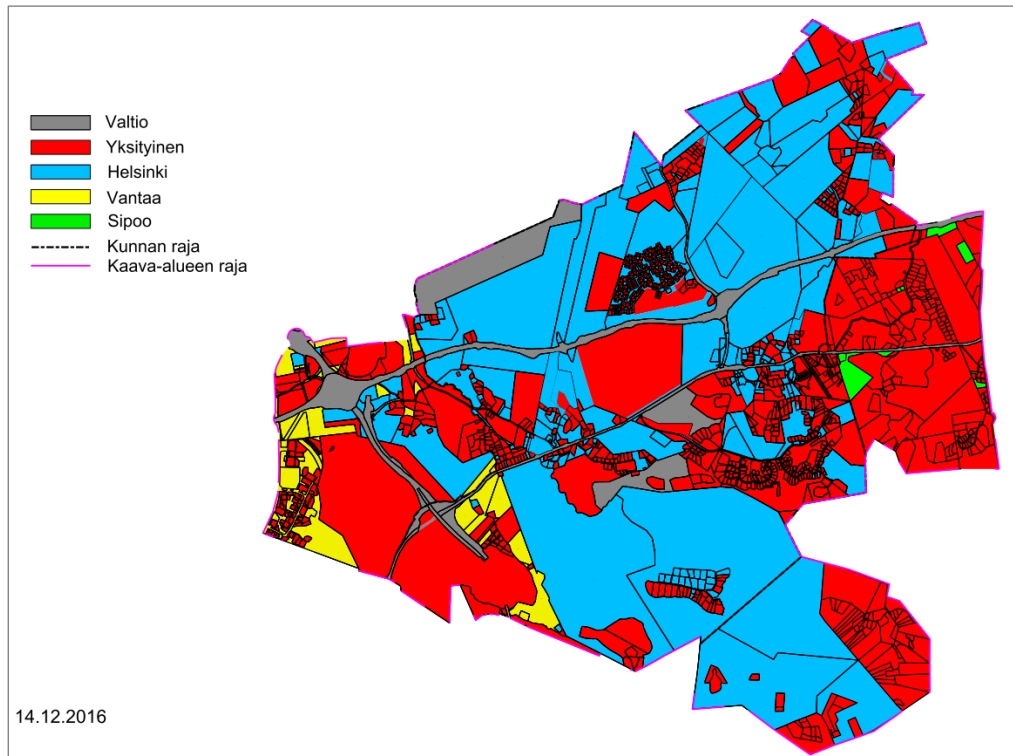 Valtio
Yksityinen
Helsinki
Vantaa
Sipoo
Kunnan raja
Kaava-alueen raja
14.12.2016